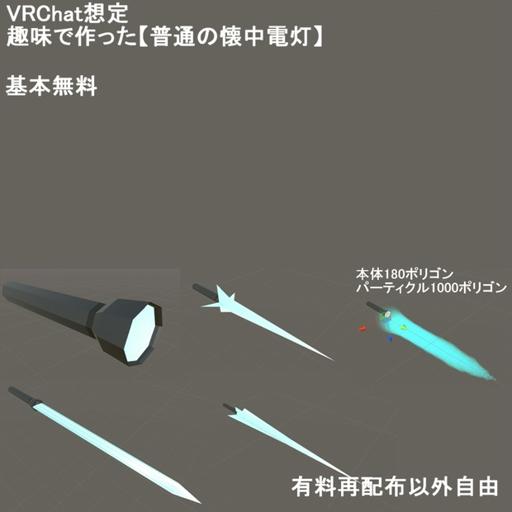 VRChat想定
趣味で作った【普通の懐中電灯】
基本無料
本体180ポリゴン
パーティクル1000ポリゴン
有料再配布以外自由